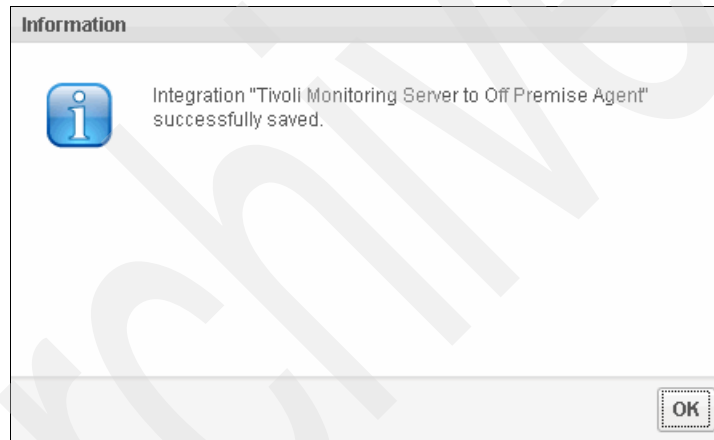 Information
Integration "Tivoli Monitoring Server to Off Premise Agent"
successfully saved.
OK